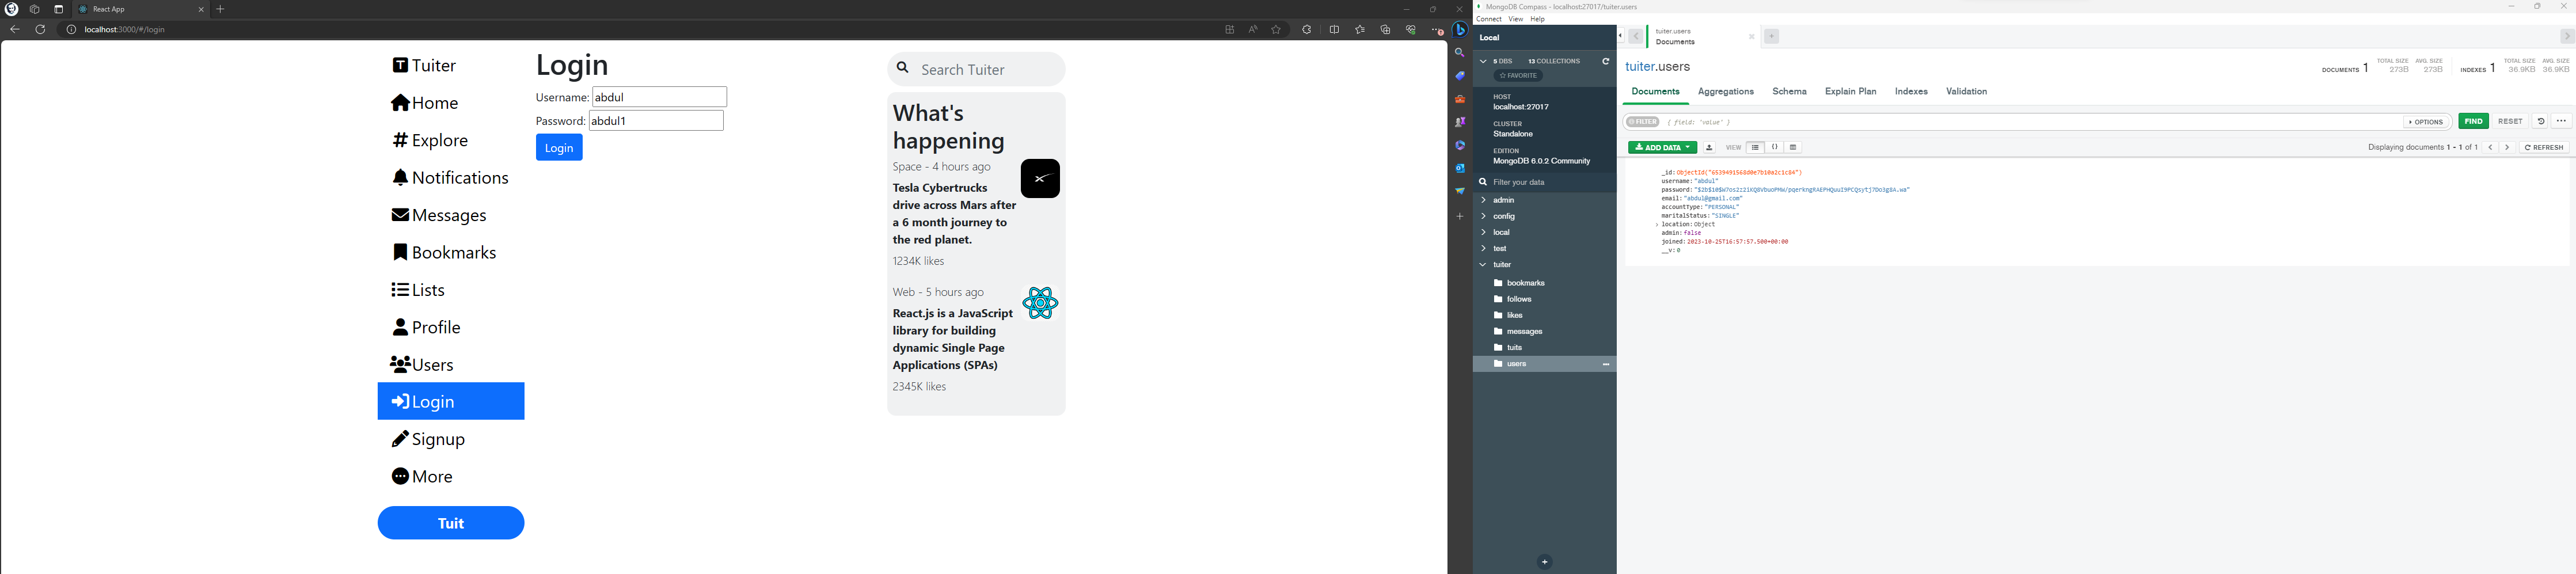 React App
localhost:3000/#/login
Tuiter
Home
Explore
Notifications
Messages
Bookmarks
Lists
Profile
Users
Login
Signup
More
Tuit
Login
Username: abdul
Password: abdul1
Login
Search Tuiter
What's
happening
Space - 4 hours ago
Tesla Cybertrucks
drive across Mars after
a 6 month journey to
the red planet.
1234K likes
Web - 5 hours ago
React.js is a JavaScript
library for building
dynamic Single Page
Applications (SPAs)
2345K likes
MongoDB Compass - localhost:27017/tuiter.users
Connect View Help
Local
5 DBS 13 COLLECTIONS
FAVORITE
HOST
localhost:27017
CLUSTER
Standalone
EDITION
MongoDB 6.0.2 Community
Filter your data
admin
config
local
test
tuiter
bookmarks
follows
likes
messages
tuits
users
tuiter.users
Documents
tuiter.users
DOCUMENTS 1 TOTAL SIZE 273B AVG. SIZE 273B INDEXES 1 TOTAL SIZE 36.9KB AVG. SIZE 36.9KB
Documents Aggregations Schema Explain Plan Indexes Validation
FILTER { field: 'value' } OPTIONS FIND RESET
ADD DATA VIEW Displaying documents 1 - 1 of 1 REFRESH
username: "abdul"
email: "abdul@gmail.com"
accountType: "PERSONAL"
maritalStatus: "SINGLE"
location: Object
admin: false
joined: 2023-10-25T16:57:57.500+00:00
__v: 0